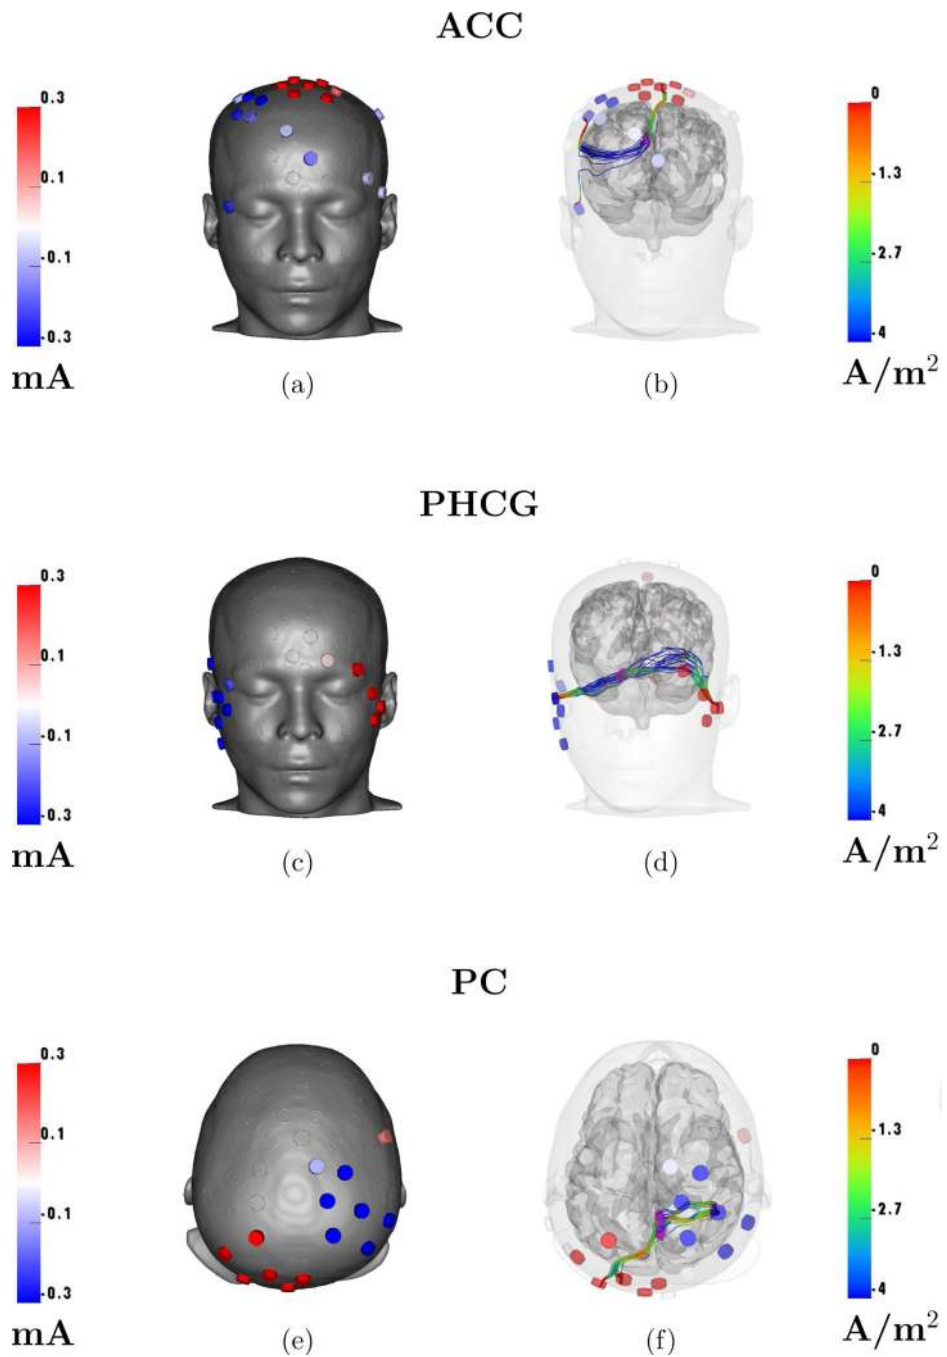 ACC
0.3
0.1
-0.1
-0.3
mA
(a)
(b)
0
-1.3
-2.7
-4
A/m²
PHCG
0.3
0.1
-0.1
-0.3
mA
(c)
(d)
0
-1.3
-2.7
-4
A/m²
PC
0.3
0.1
-0.1
-0.3
mA
(e)
(f)
0
-1.3
-2.7
-4
A/m²